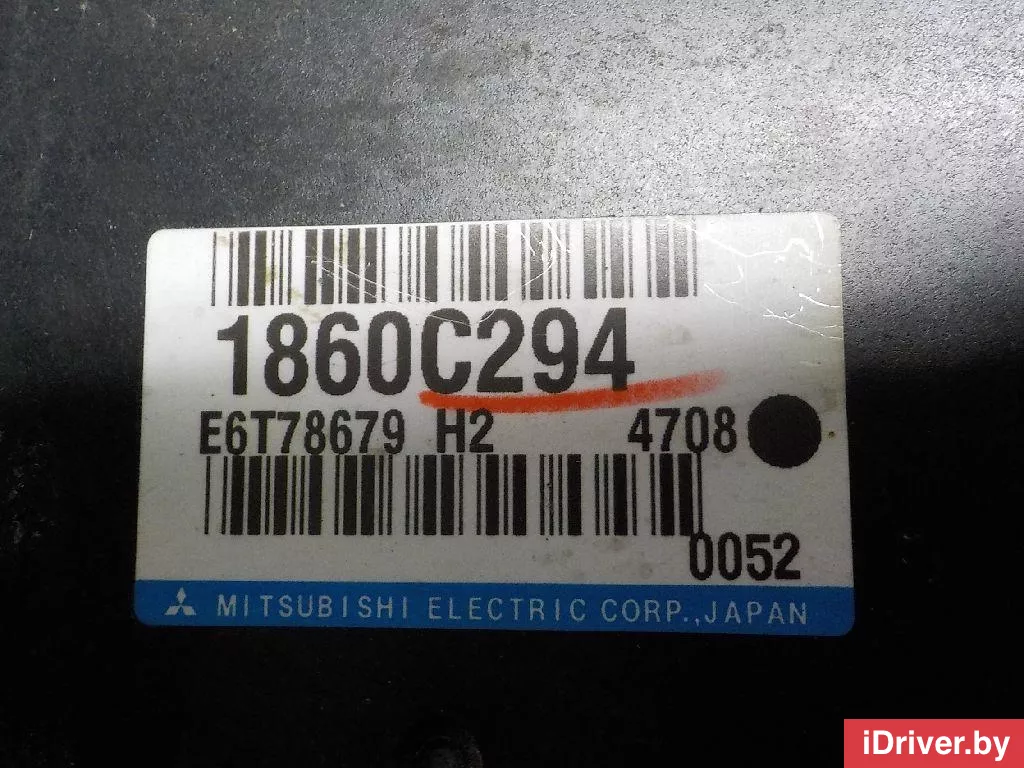 1860C294
E6T78679 H2 4708
0052
MITSUBISHI ELECTRIC CORP.,JAPAN
iDriver.by